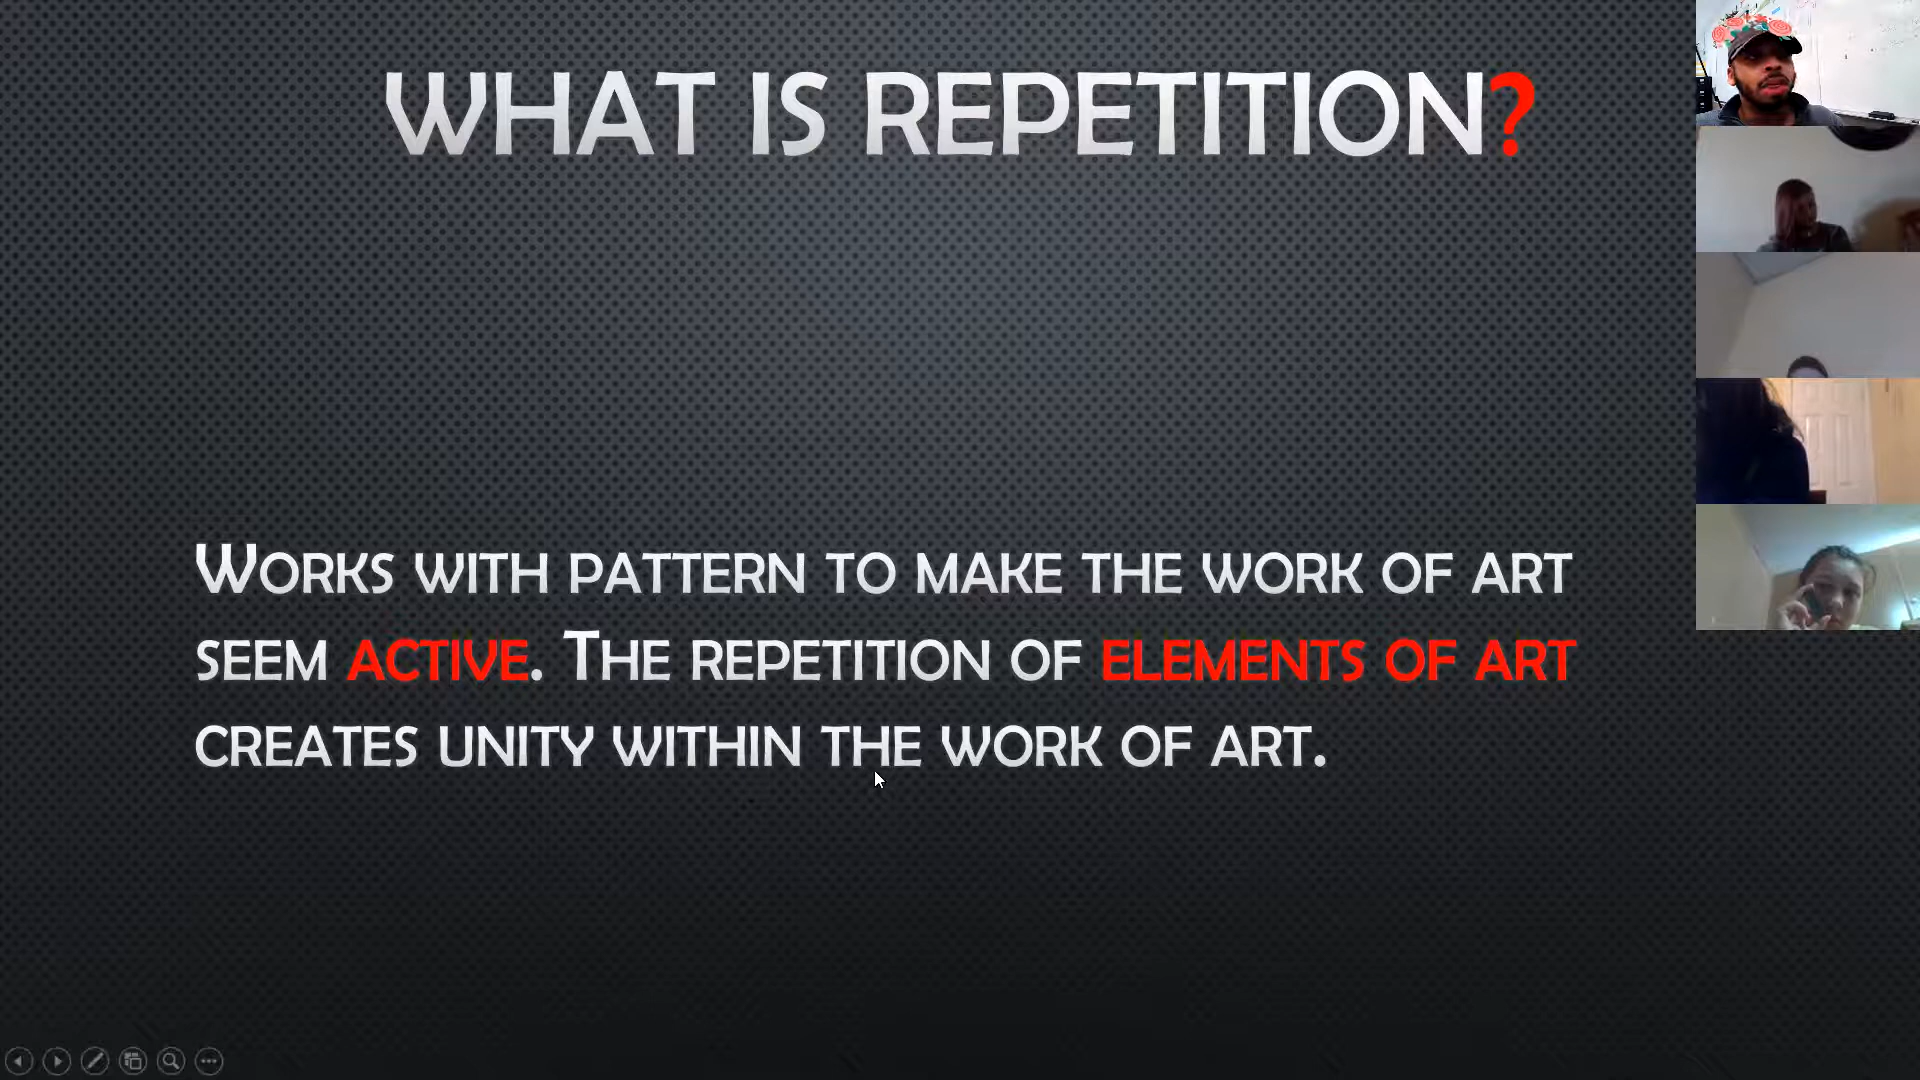 WHAT IS REPETITION?
WORKS WITH PATTERN TO MAKE THE WORK OF ART
SEEM ACTIVE. THE REPETITION OF ELEMENTS OF ART
CREATES UNITY WITHIN THE WORK OF ART.